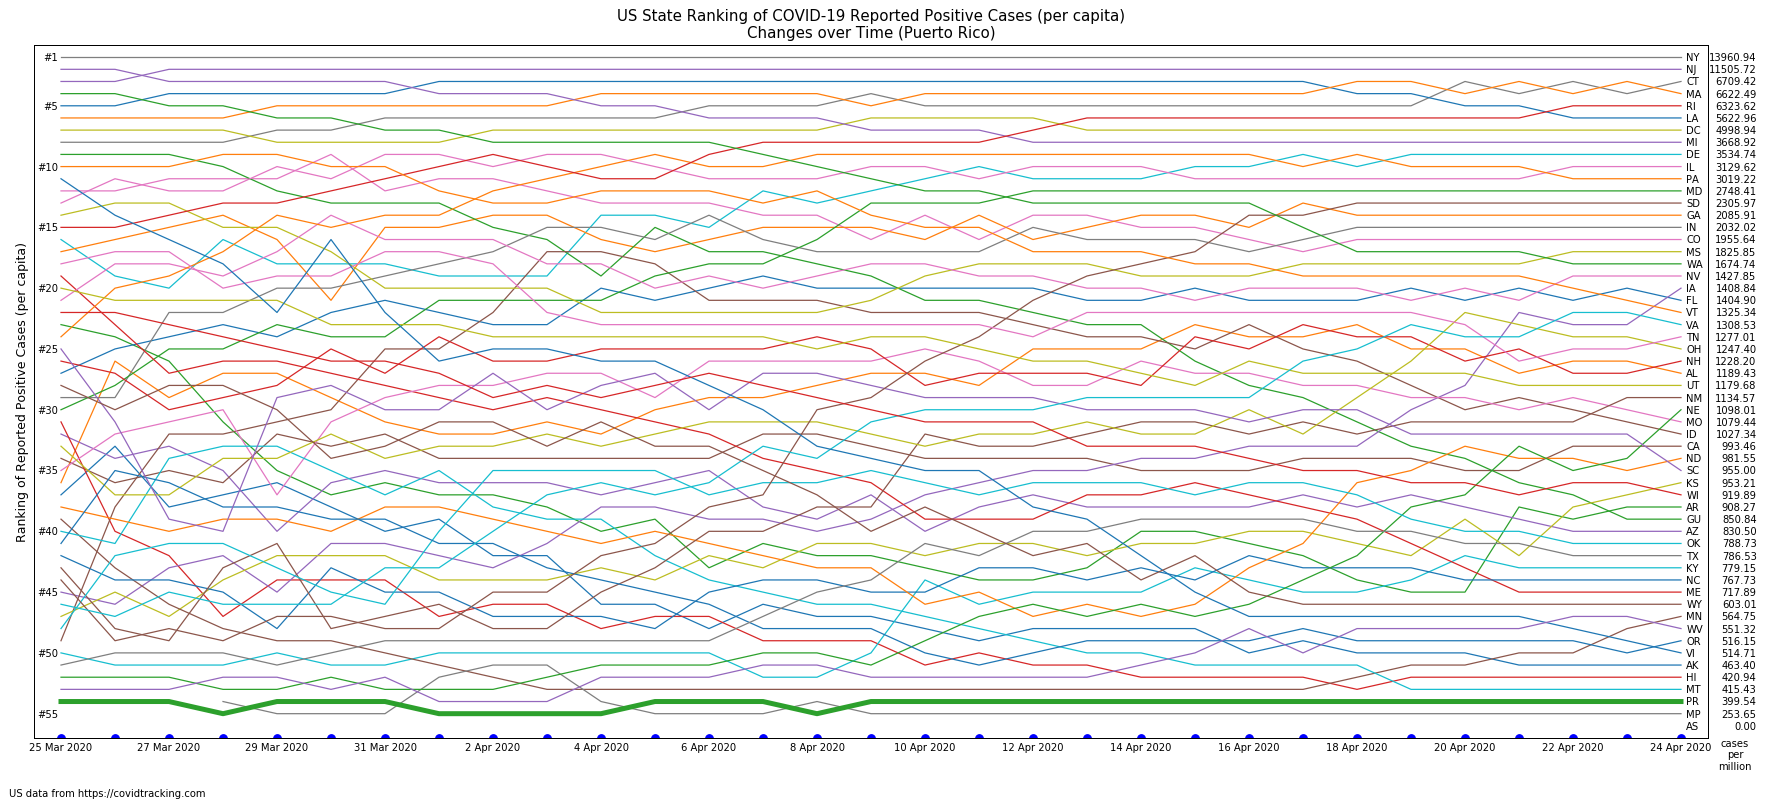 US State Ranking of COVID-19 Reported Positive Cases (per capita)
Changes over Time (Puerto Rico)
Ranking of Reported Positive Cases (per capita)
#1
#5
#10
#15
#20
#25
#30
#35
#40
#45
#50
#55
NY 13960.94
NJ 11505.72
CT 6709.42
MA 6622.49
RI 6323.62
LA 5622.96
DC 4998.94
MI 3668.92
DE 3534.74
IL 3129.62
PA 3019.22
MD 2748.41
SD 2305.97
GA 2085.91
IN 2032.02
CO 1955.64
MS 1825.85
WA 1674.74
NV 1427.85
IA 1408.84
FL 1404.90
VT 1325.34
VA 1308.53
TN 1277.01
OH 1247.40
NH 1228.20
AL 1189.43
UT 1179.68
NM 1134.57
NE 1098.01
MO 1079.44
ID 1027.34
CA 993.46
ND 981.55
SC 955.00
KS 953.21
WI 919.89
AR 908.27
GU 850.84
AZ 830.50
OK 788.73
TX 786.53
KY 779.15
NC 767.73
ME 717.89
WY 603.01
MN 564.75
WV 551.32
OR 516.15
VI 514.71
AK 463.40
HI 420.94
MT 415.43
PR 399.54
MP 253.65
AS 0.00
25 Mar 2020 27 Mar 2020 29 Mar 2020 31 Mar 2020 2 Apr 2020 4 Apr 2020 6 Apr 2020 8 Apr 2020 10 Apr 2020 12 Apr 2020 14 Apr 2020 16 Apr 2020 18 Apr 2020 20 Apr 2020 22 Apr 2020 24 Apr 2020
cases
per
million
US data from https://covidtracking.com